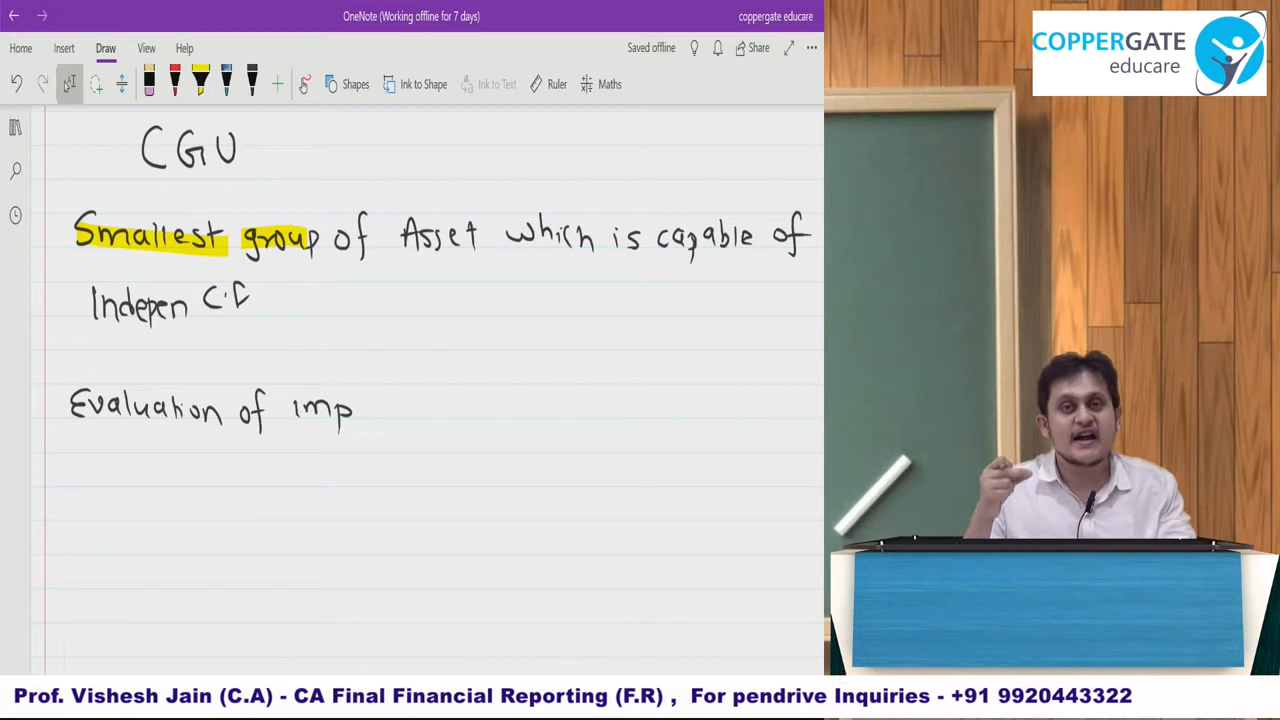 OneNote (Working offline for 7 days)
coppergate educare
Home Insert Draw View Help
Saved offline Share
Shapes Ink to Shape Ink to Text Ruler Maths
COPPERGATE
educare
CGU
Smallest group of Asset which is capable of
Indepen C.F
Evaluation of imp
Prof. Vishesh Jain (C.A) - CA Final Financial Reporting (F.R) , For pendrive Inquiries - +91 9920443322